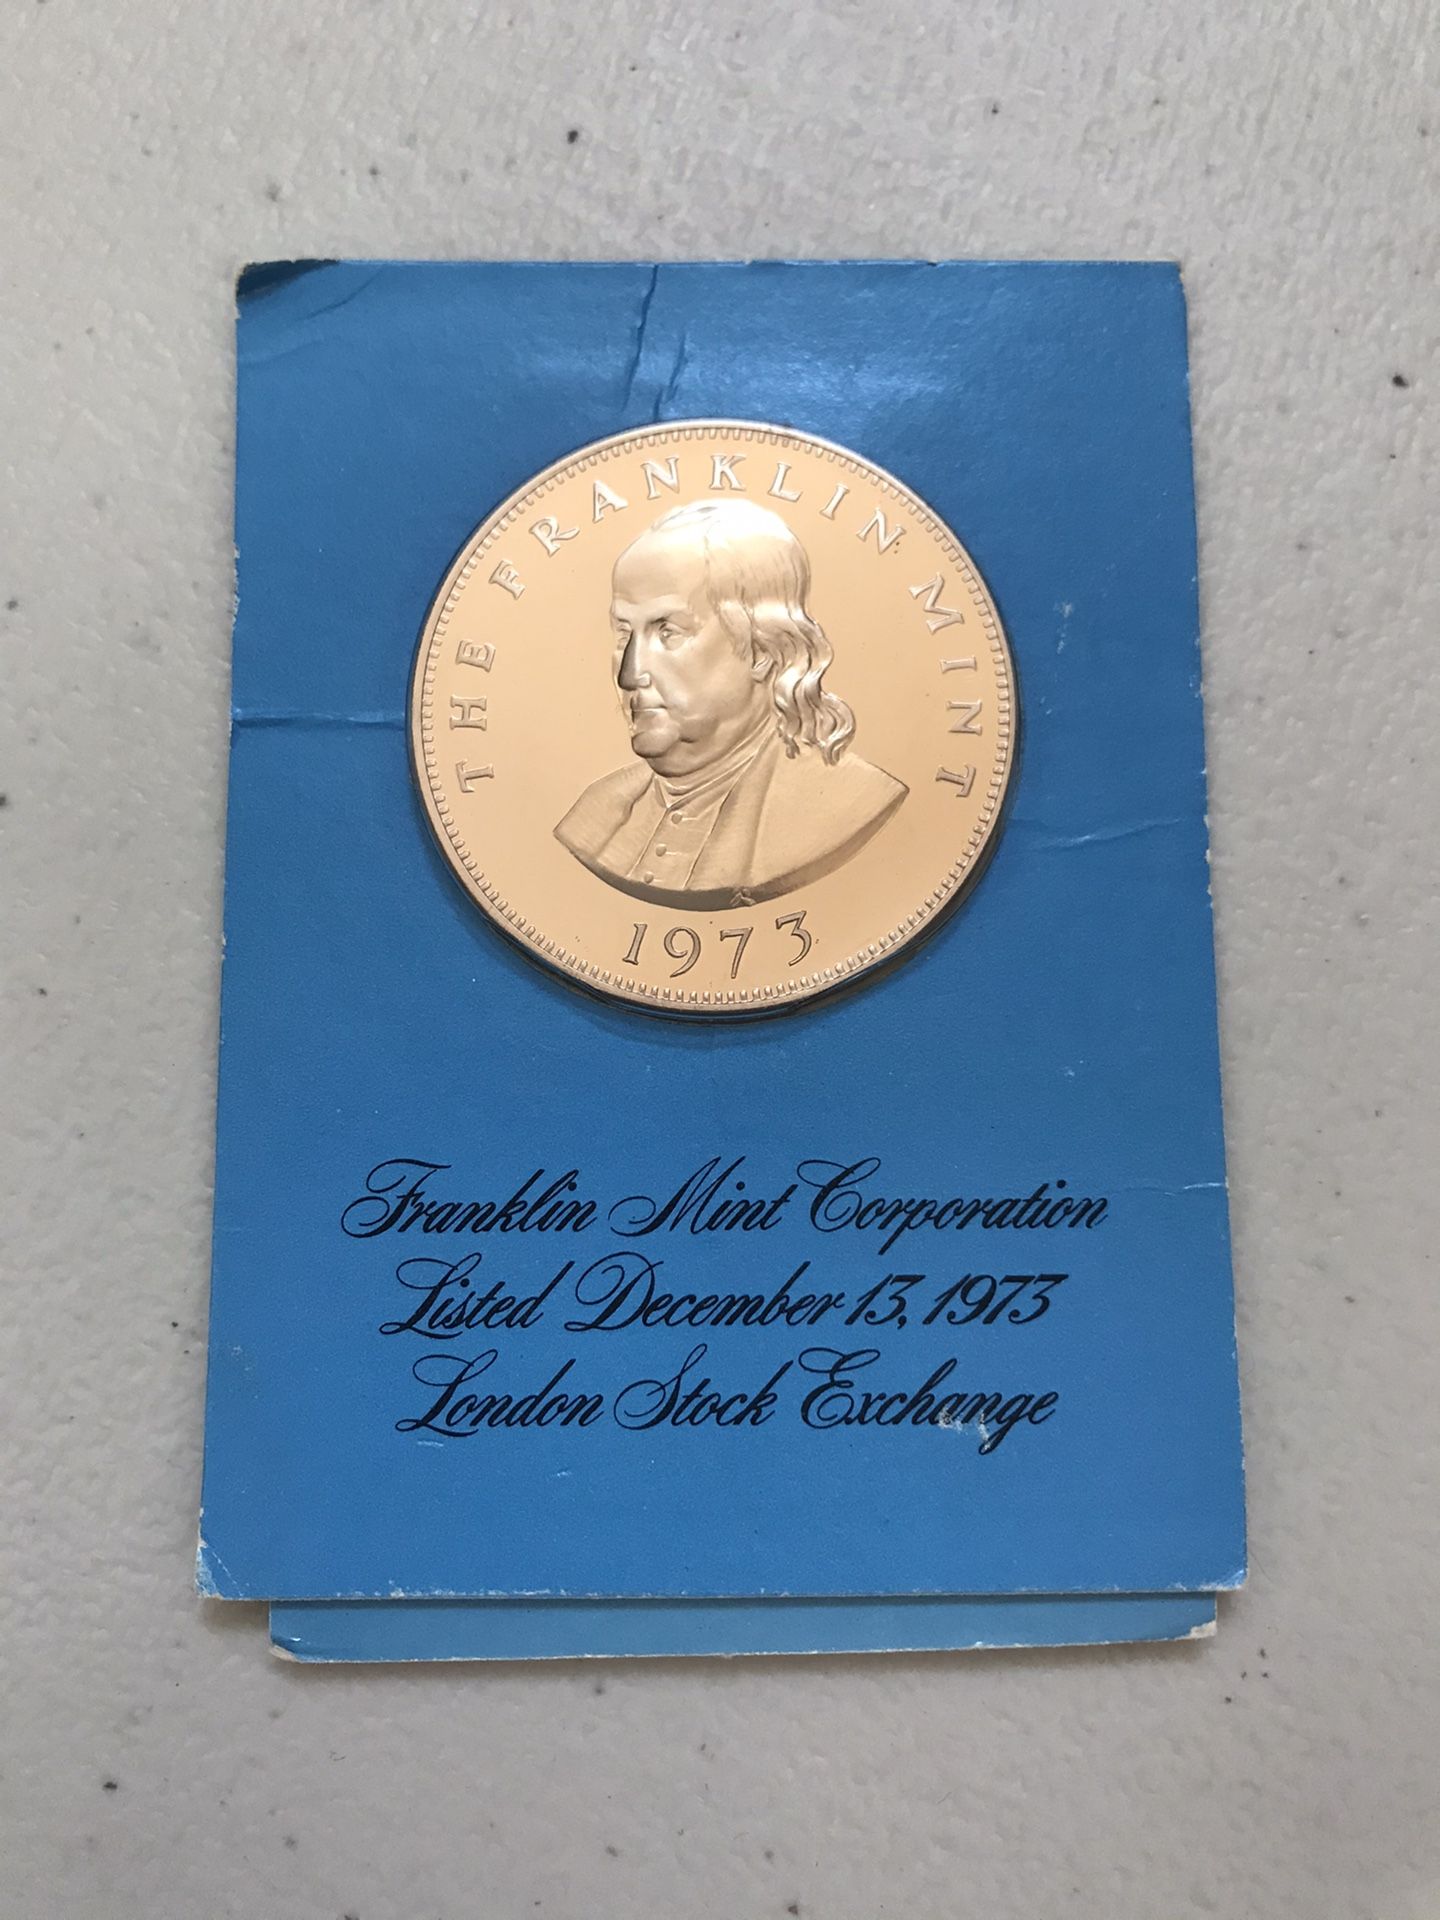 THE FRANKLIN MINT
1973
Franklin Mint Corporation
Listed December 13, 1973
London Stock Exchange